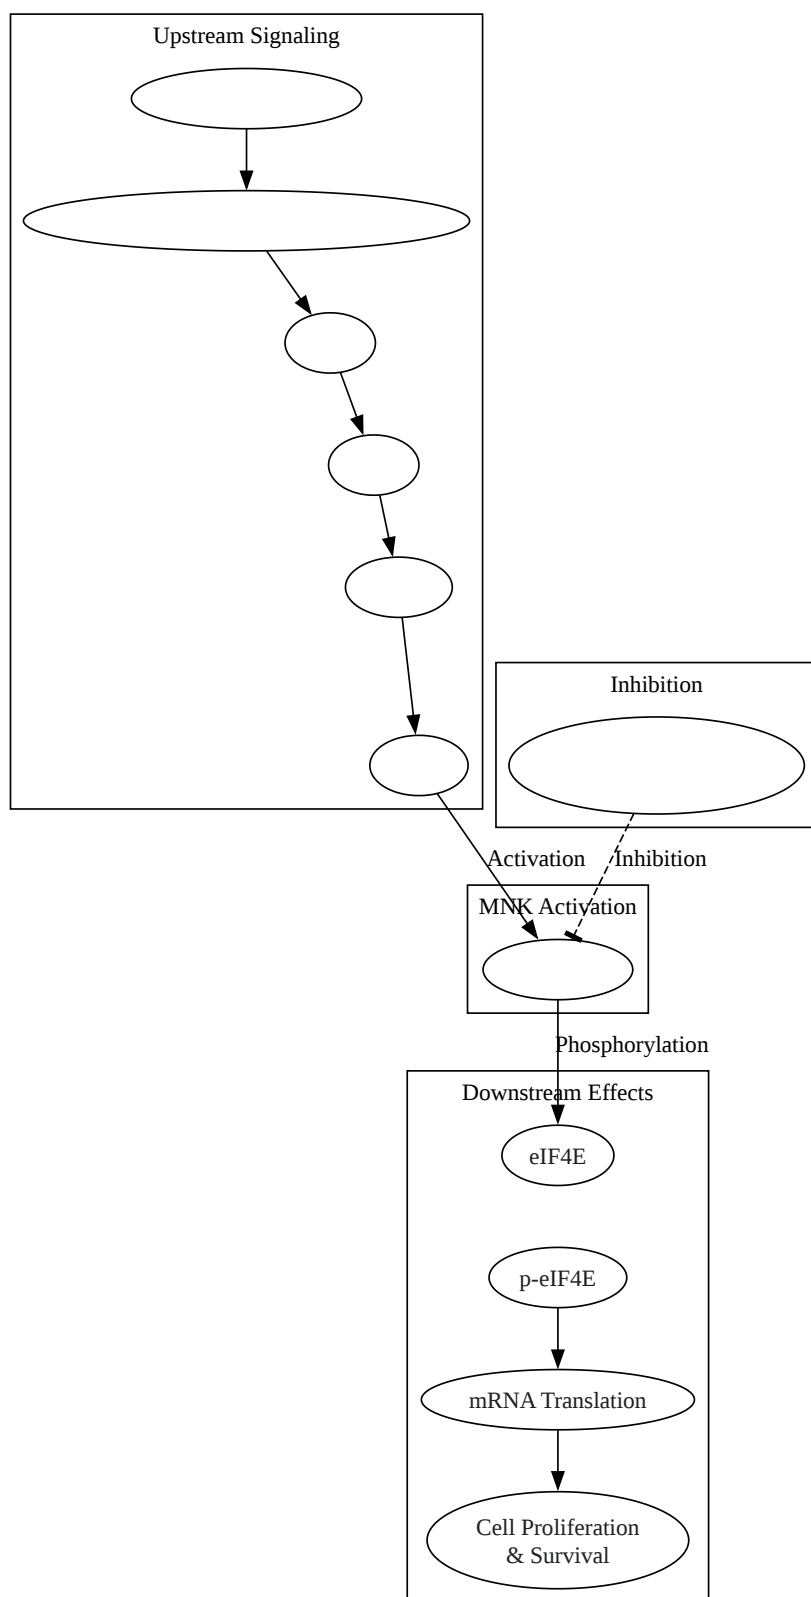 Upstream Signaling
Inhibition
Activation
Inhibition
MNK Activation
Phosphorylation
Downstream Effects
eIF4E
p-eIF4E
mRNA Translation
Cell Proliferation
& Survival